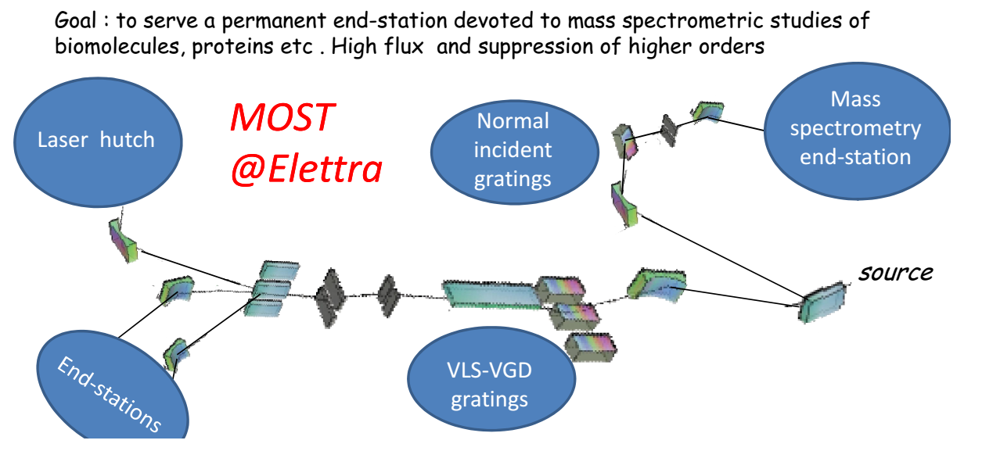 Goal : to serve a permanent end-station devoted to mass spectrometric studies of
biomolecules, proteins etc . High flux and suppression of higher orders
Laser hutch
MOST
@Elettra
Normal
incident
gratings
Mass
spectrometry
end-station
source
VLS-VGD
gratings
End-stations